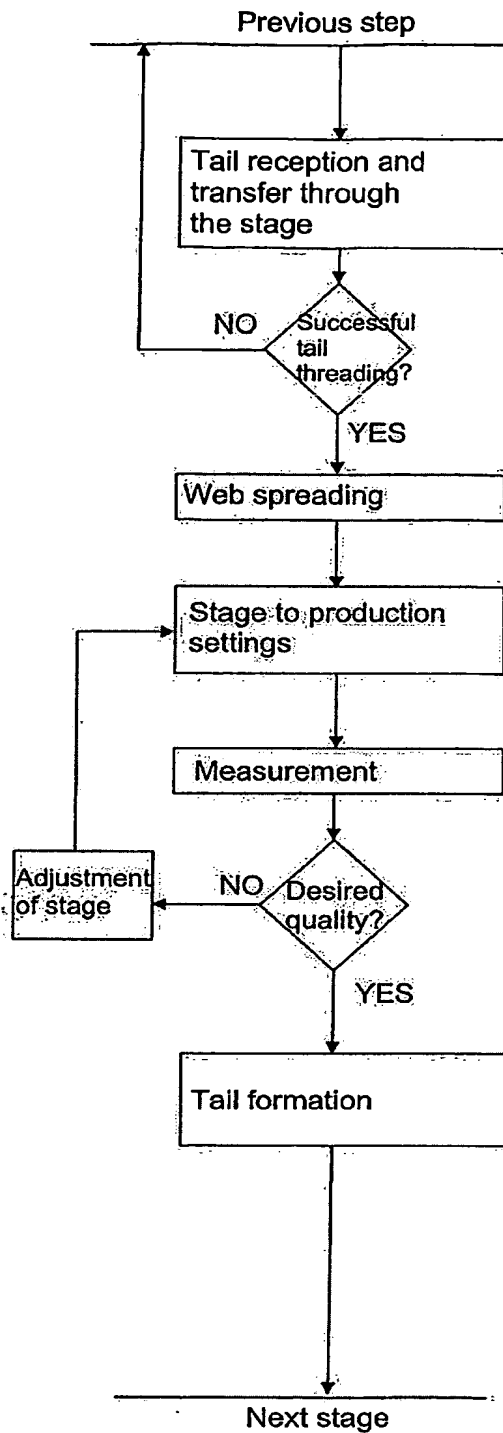 Previous step
Tail reception and
transfer through
the stage
NO
Successful
tail
threading?
YES
Web spreading
Stage to production
settings
Measurement
Adjustment
of stage
NO
Desired
quality?
YES
Tail formation
Next stage